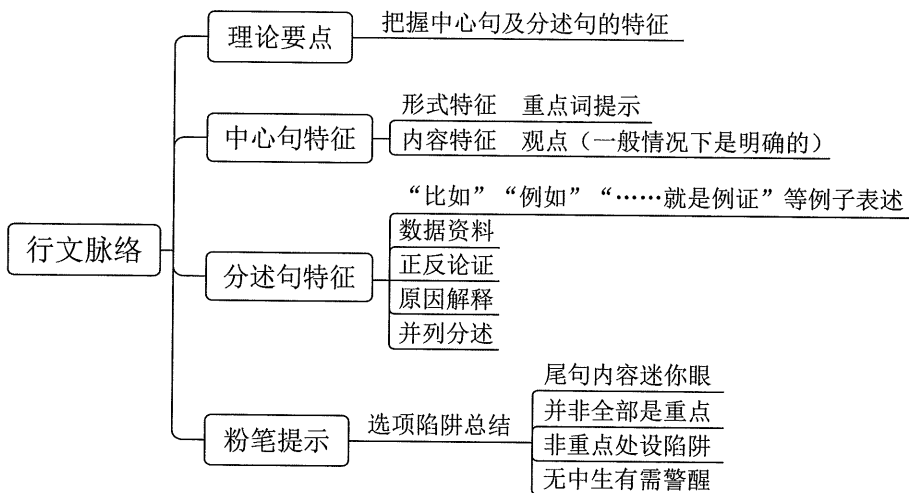 行文脉络
理论要点
把握中心句及分述句的特征
中心句特征
形式特征 重点词提示
内容特征 观点（一般情况下是明确的）
分述句特征
“比如”“例如”“……就是例证”等例子表述
数据资料
正反论证
原因解释
并列分述
粉笔提示
选项陷阱总结
尾句内容迷你眼
并非全部是重点
非重点处设陷阱
无中生有需警醒